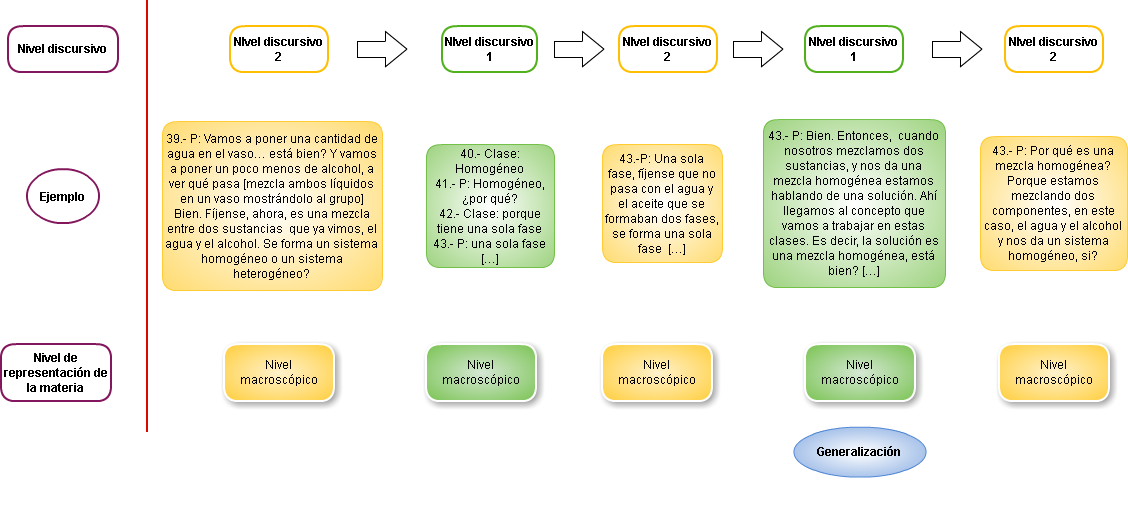 Nivel discursivo
NIvel discursivo
2
NIvel discursivo
1
NIvel discursivo
2
NIvel discursivo
1
NIvel discursivo
2
Ejemplo
39.- P: Vamos a poner una cantidad de
agua en el vaso… está bien? Y vamos
a poner un poco menos de alcohol, a
ver qué pasa [mezcla ambos líquidos
en un vaso mostrándolo al grupo]
Bien. Fíjense, ahora, es una mezcla
entre dos sustancias que ya vimos, el
agua y el alcohol. Se forma un sistema
homogéneo o un sistema
heterogéneo?
40.- Clase:
Homogéneo
41.- P: Homogéneo,
¿por qué?
42.- Clase: porque
tiene una sola fase
43.- P: una sola fase
[…]
43.-P: Una sola
fase, fíjense que no
pasa con el agua y
el aceite que se
formaban dos fases,
se forma una sola
fase […]
43.- P: Bien. Entonces, cuando
nosotros mezclamos dos
sustancias, y nos da una
mezcla homogénea estamos
hablando de una solución. Ahí
llegamos al concepto que
vamos a trabajar en estas
clases. Es decir, la solución es
una mezcla homogénea, está
bien? […]
43.- P: Por qué es una
mezcla homogénea?
Porque estamos
mezclando dos
componentes, en este
caso, el agua y el alcohol
y nos da un sistema
homogéneo, si?
Nivel de
representación de
la materia
Nivel
macroscópico
Nivel
macroscópico
Nivel
macroscópico
Nivel
macroscópico
Nivel
macroscópico
Generalización